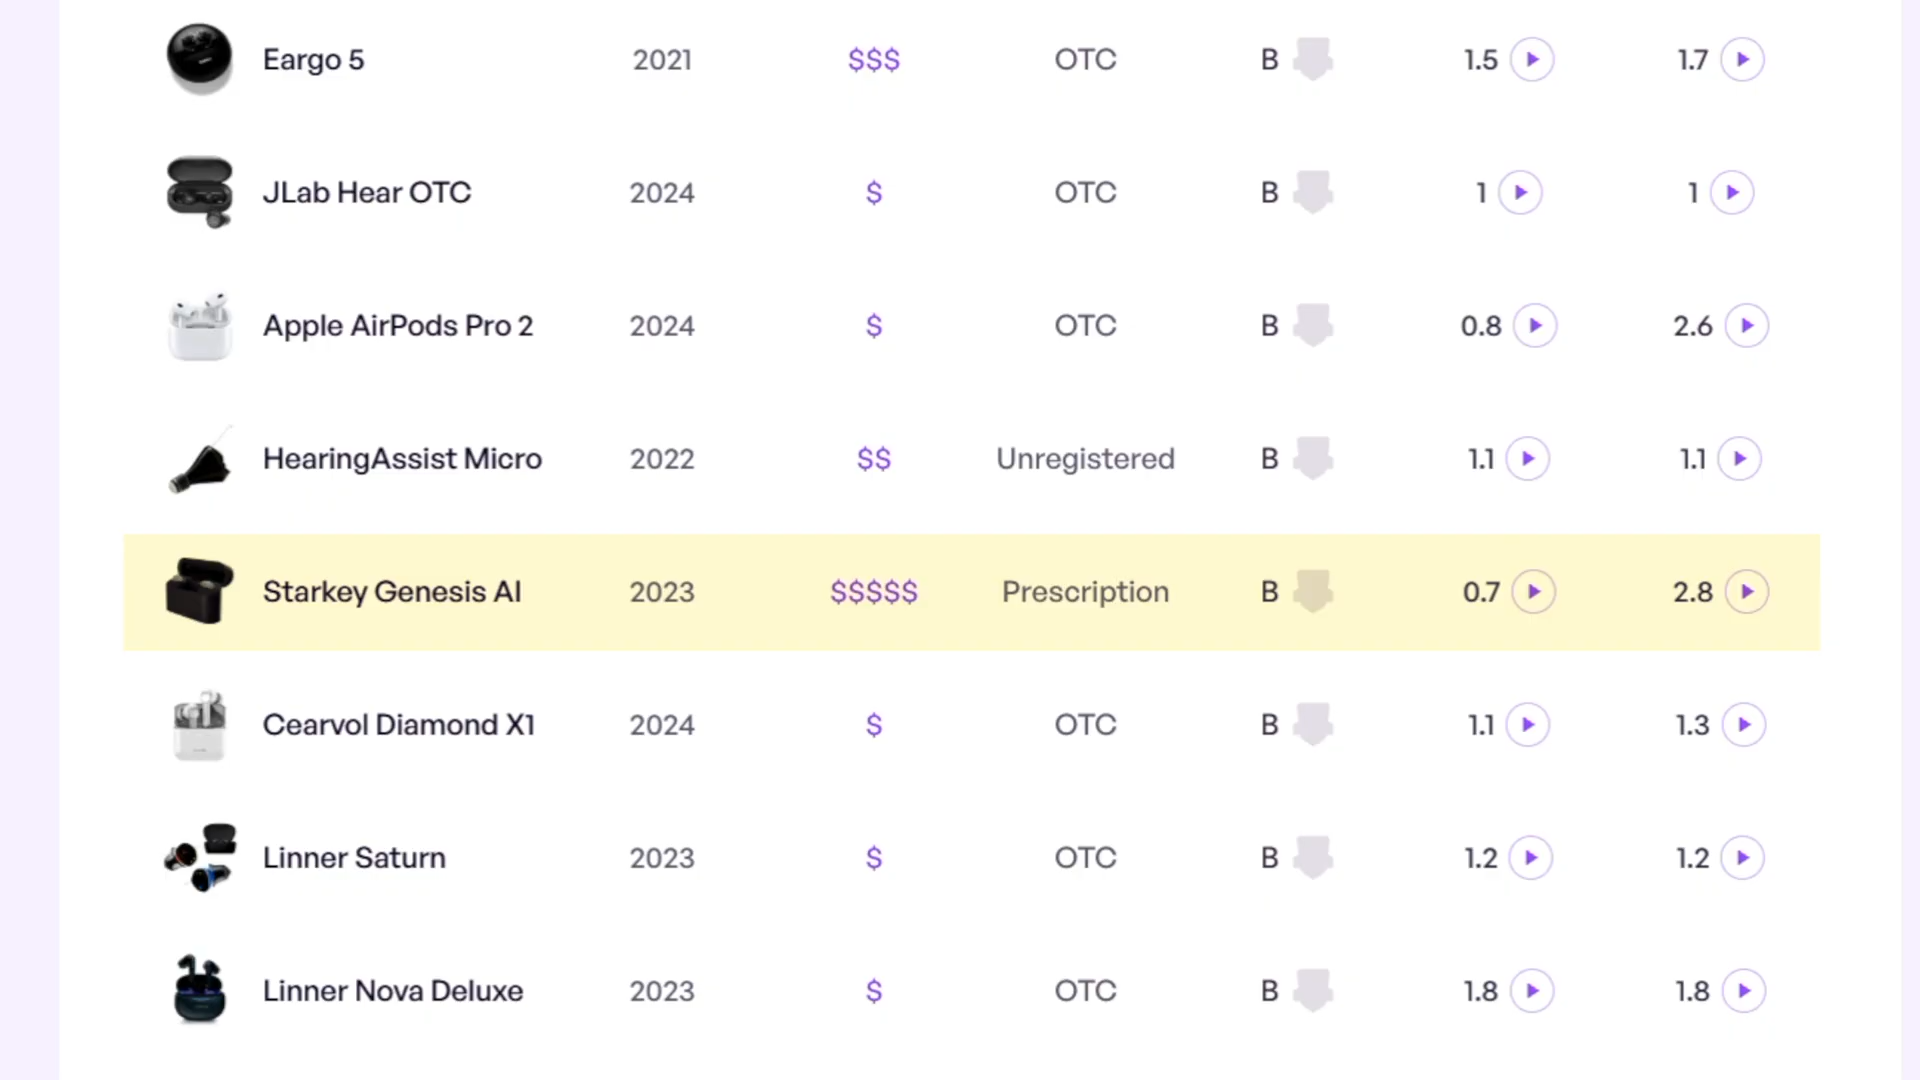 Eargo 5 2021 $$$ OTC B 1.5 1.7
JLab Hear OTC 2024 $ OTC B 1 1
Apple AirPods Pro 2 2024 $ OTC B 0.8 2.6
HearingAssist Micro 2022 $$ Unregistered B 1.1 1.1
Starkey Genesis AI 2023 $$$$$ Prescription B 0.7 2.8
Cearvol Diamond X1 2024 $ OTC B 1.1 1.3
Linner Saturn 2023 $ OTC B 1.2 1.2
Linner Nova Deluxe 2023 $ OTC B 1.8 1.8